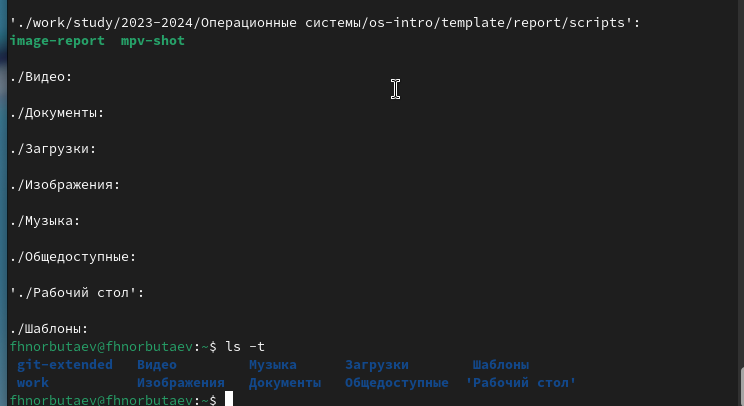 './work/study/2023-2024/Операционные системы/os-intro/template/report/scripts':
image-report  mpv-shot
./Видео:
./Документы:
./Загрузки:
./Изображения:
./Музыка:
./Общедоступные:
'./Рабочий стол':
./Шаблоны:
fhnorbutaev@fhnorbutaev:~$ ls -t
git-extended   Видео         Музыка      Загрузки        Шаблоны
work           Изображения   Документы   Общедоступные  'Рабочий стол'
fhnorbutaev@fhnorbutaev:~$